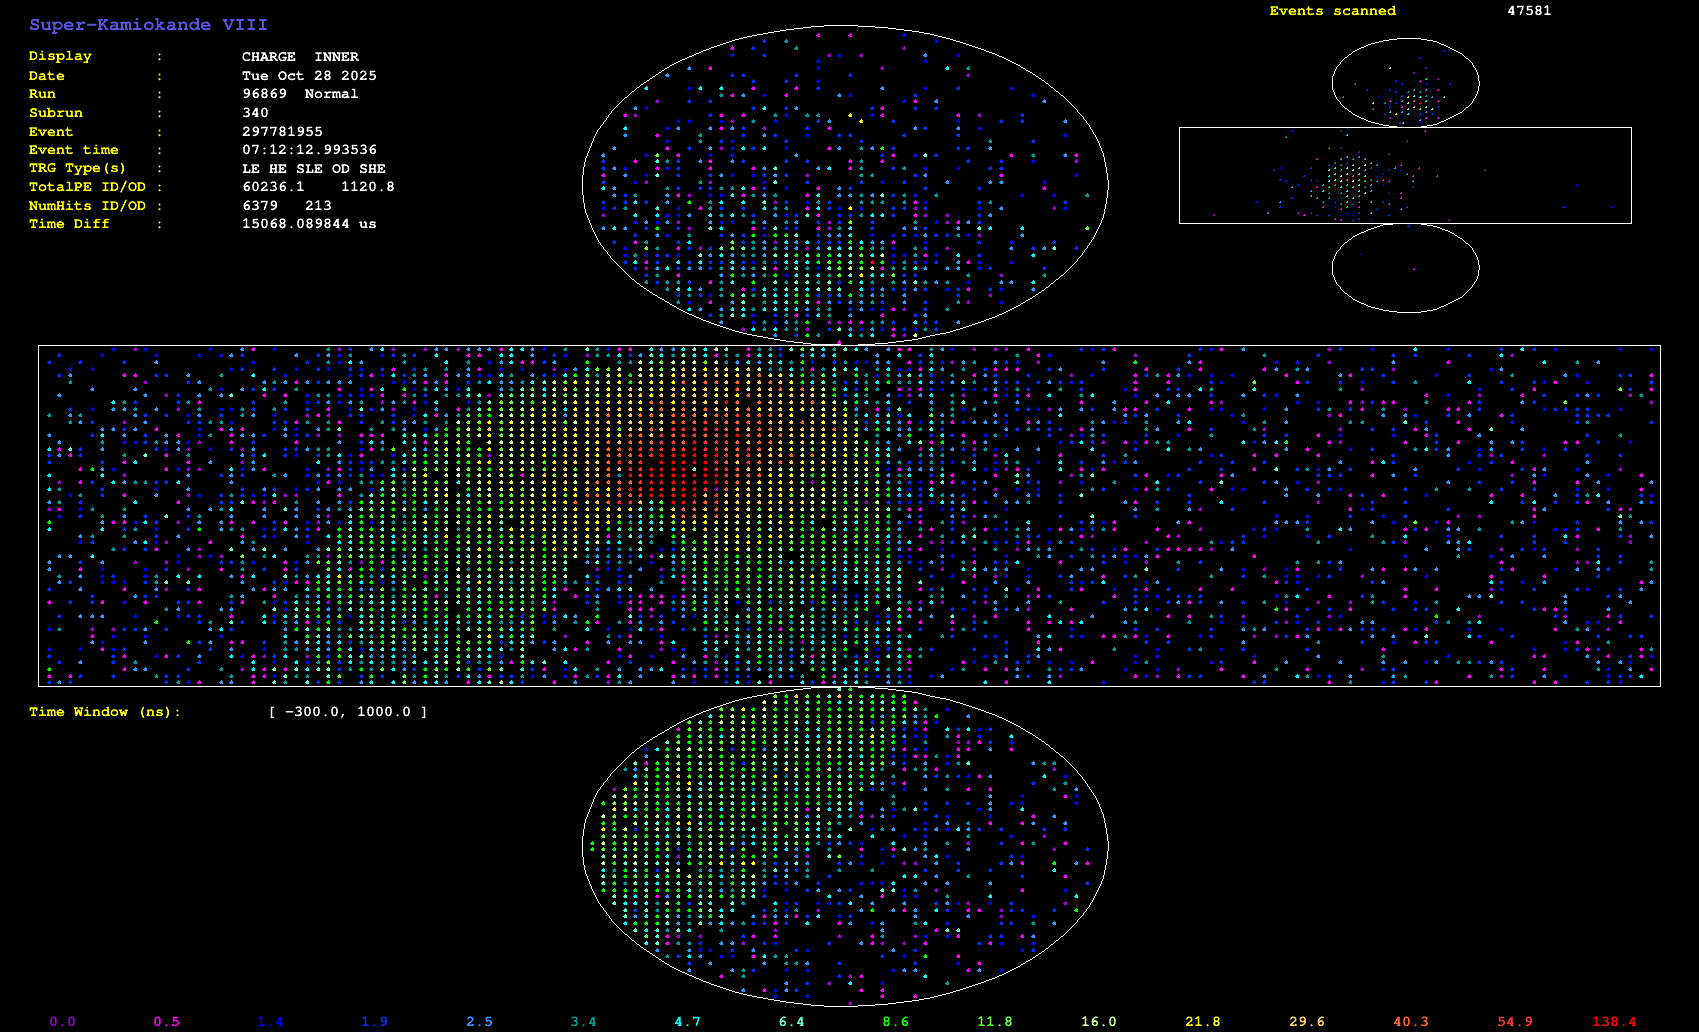 Super-Kamiokande VIII
Events scanned 47581
Display : CHARGE INNER
Date : Tue Oct 28 2025
Run : 96869 Normal
Subrun : 340
Event : 297781955
Event time : 07:12:12.993536
TRG Type(s) : LE HE SLE OD SHE
TotalPE ID/OD : 60236.1 1120.8
NumHits ID/OD : 6379 213
Time Diff : 15068.089844 us
Time Window (ns): [ -300.0, 1000.0 ]
0.0 0.5 1.4 1.9 2.5 3.4 4.7 6.4 8.6 11.8 16.0 21.8 29.6 40.3 54.9 138.4